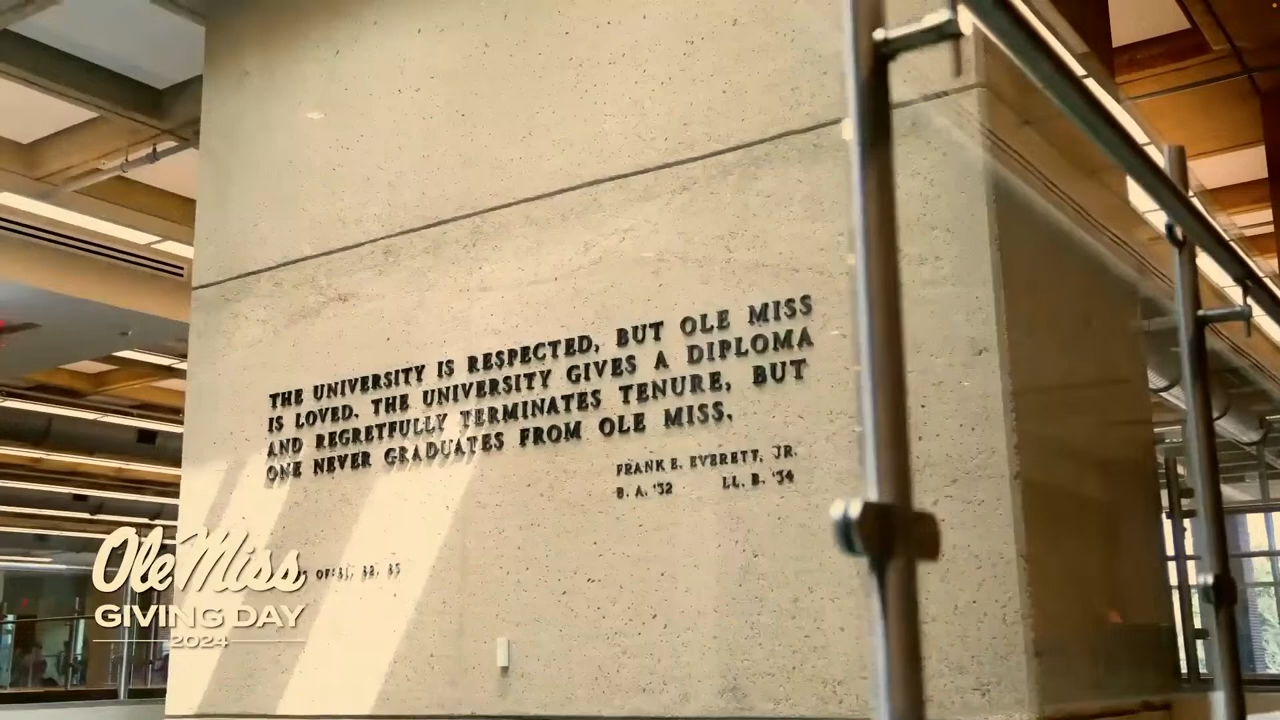 THE UNIVERSITY IS RESPECTED, BUT OLE MISS
IS LOVED. THE UNIVERSITY GIVES A DIPLOMA
AND REGRETFULLY TERMINATES TENURE, BUT
ONE NEVER GRADUATES FROM OLE MISS.
FRANK E. EVERETT, JR.
B. A. '32 LL. B. '34
OF
Ole Miss
GIVING DAY
2024